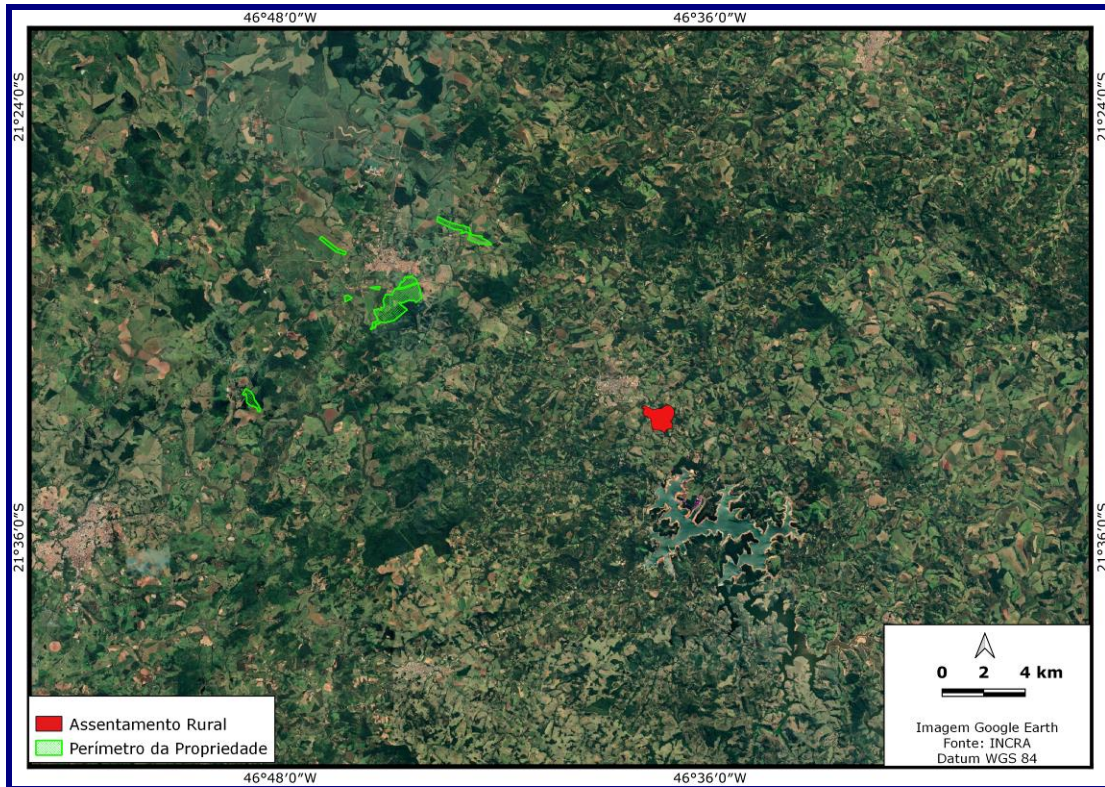 46°48'0"W
46°36'0"W
21°24'0"S
21°24'0"S
21°36'0"S
21°36'0"S
0 2 4 km
Assentamento Rural
Perímetro da Propriedade
Imagem Google Earth
Fonte: INCRA
Datum WGS 84
46°48'0"W
46°36'0"W